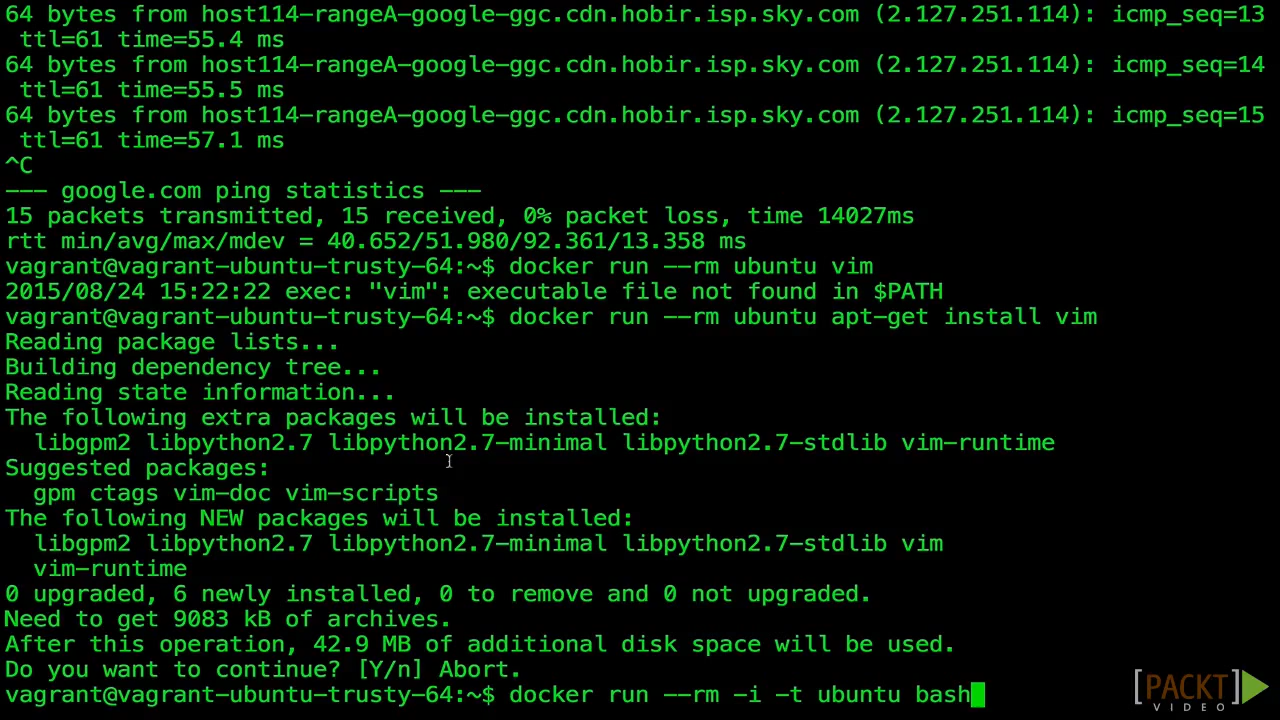 64 bytes from host114-rangeA-google-ggc.cdn.hobir.isp.sky.com (2.127.251.114): icmp_seq=13
 ttl=61 time=55.4 ms
64 bytes from host114-rangeA-google-ggc.cdn.hobir.isp.sky.com (2.127.251.114): icmp_seq=14
 ttl=61 time=55.5 ms
64 bytes from host114-rangeA-google-ggc.cdn.hobir.isp.sky.com (2.127.251.114): icmp_seq=15
 ttl=61 time=57.1 ms
^C
--- google.com ping statistics ---
15 packets transmitted, 15 received, 0% packet loss, time 14027ms
rtt min/avg/max/mdev = 40.652/51.980/92.361/13.358 ms
vagrant@vagrant-ubuntu-trusty-64:~$ docker run --rm ubuntu vim
2015/08/24 15:22:22 exec: "vim": executable file not found in $PATH
vagrant@vagrant-ubuntu-trusty-64:~$ docker run --rm ubuntu apt-get install vim
Reading package lists...
Building dependency tree...
Reading state information...
The following extra packages will be installed:
  libgpm2 libpython2.7 libpython2.7-minimal libpython2.7-stdlib vim-runtime
Suggested packages:
  gpm ctags vim-doc vim-scripts
The following NEW packages will be installed:
  libgpm2 libpython2.7 libpython2.7-minimal libpython2.7-stdlib vim
  vim-runtime
0 upgraded, 6 newly installed, 0 to remove and 0 not upgraded.
Need to get 9083 kB of archives.
After this operation, 42.9 MB of additional disk space will be used.
Do you want to continue? [Y/n] Abort.
vagrant@vagrant-ubuntu-trusty-64:~$ docker run --rm -i -t ubuntu bash
[PACKT]
VIDEO